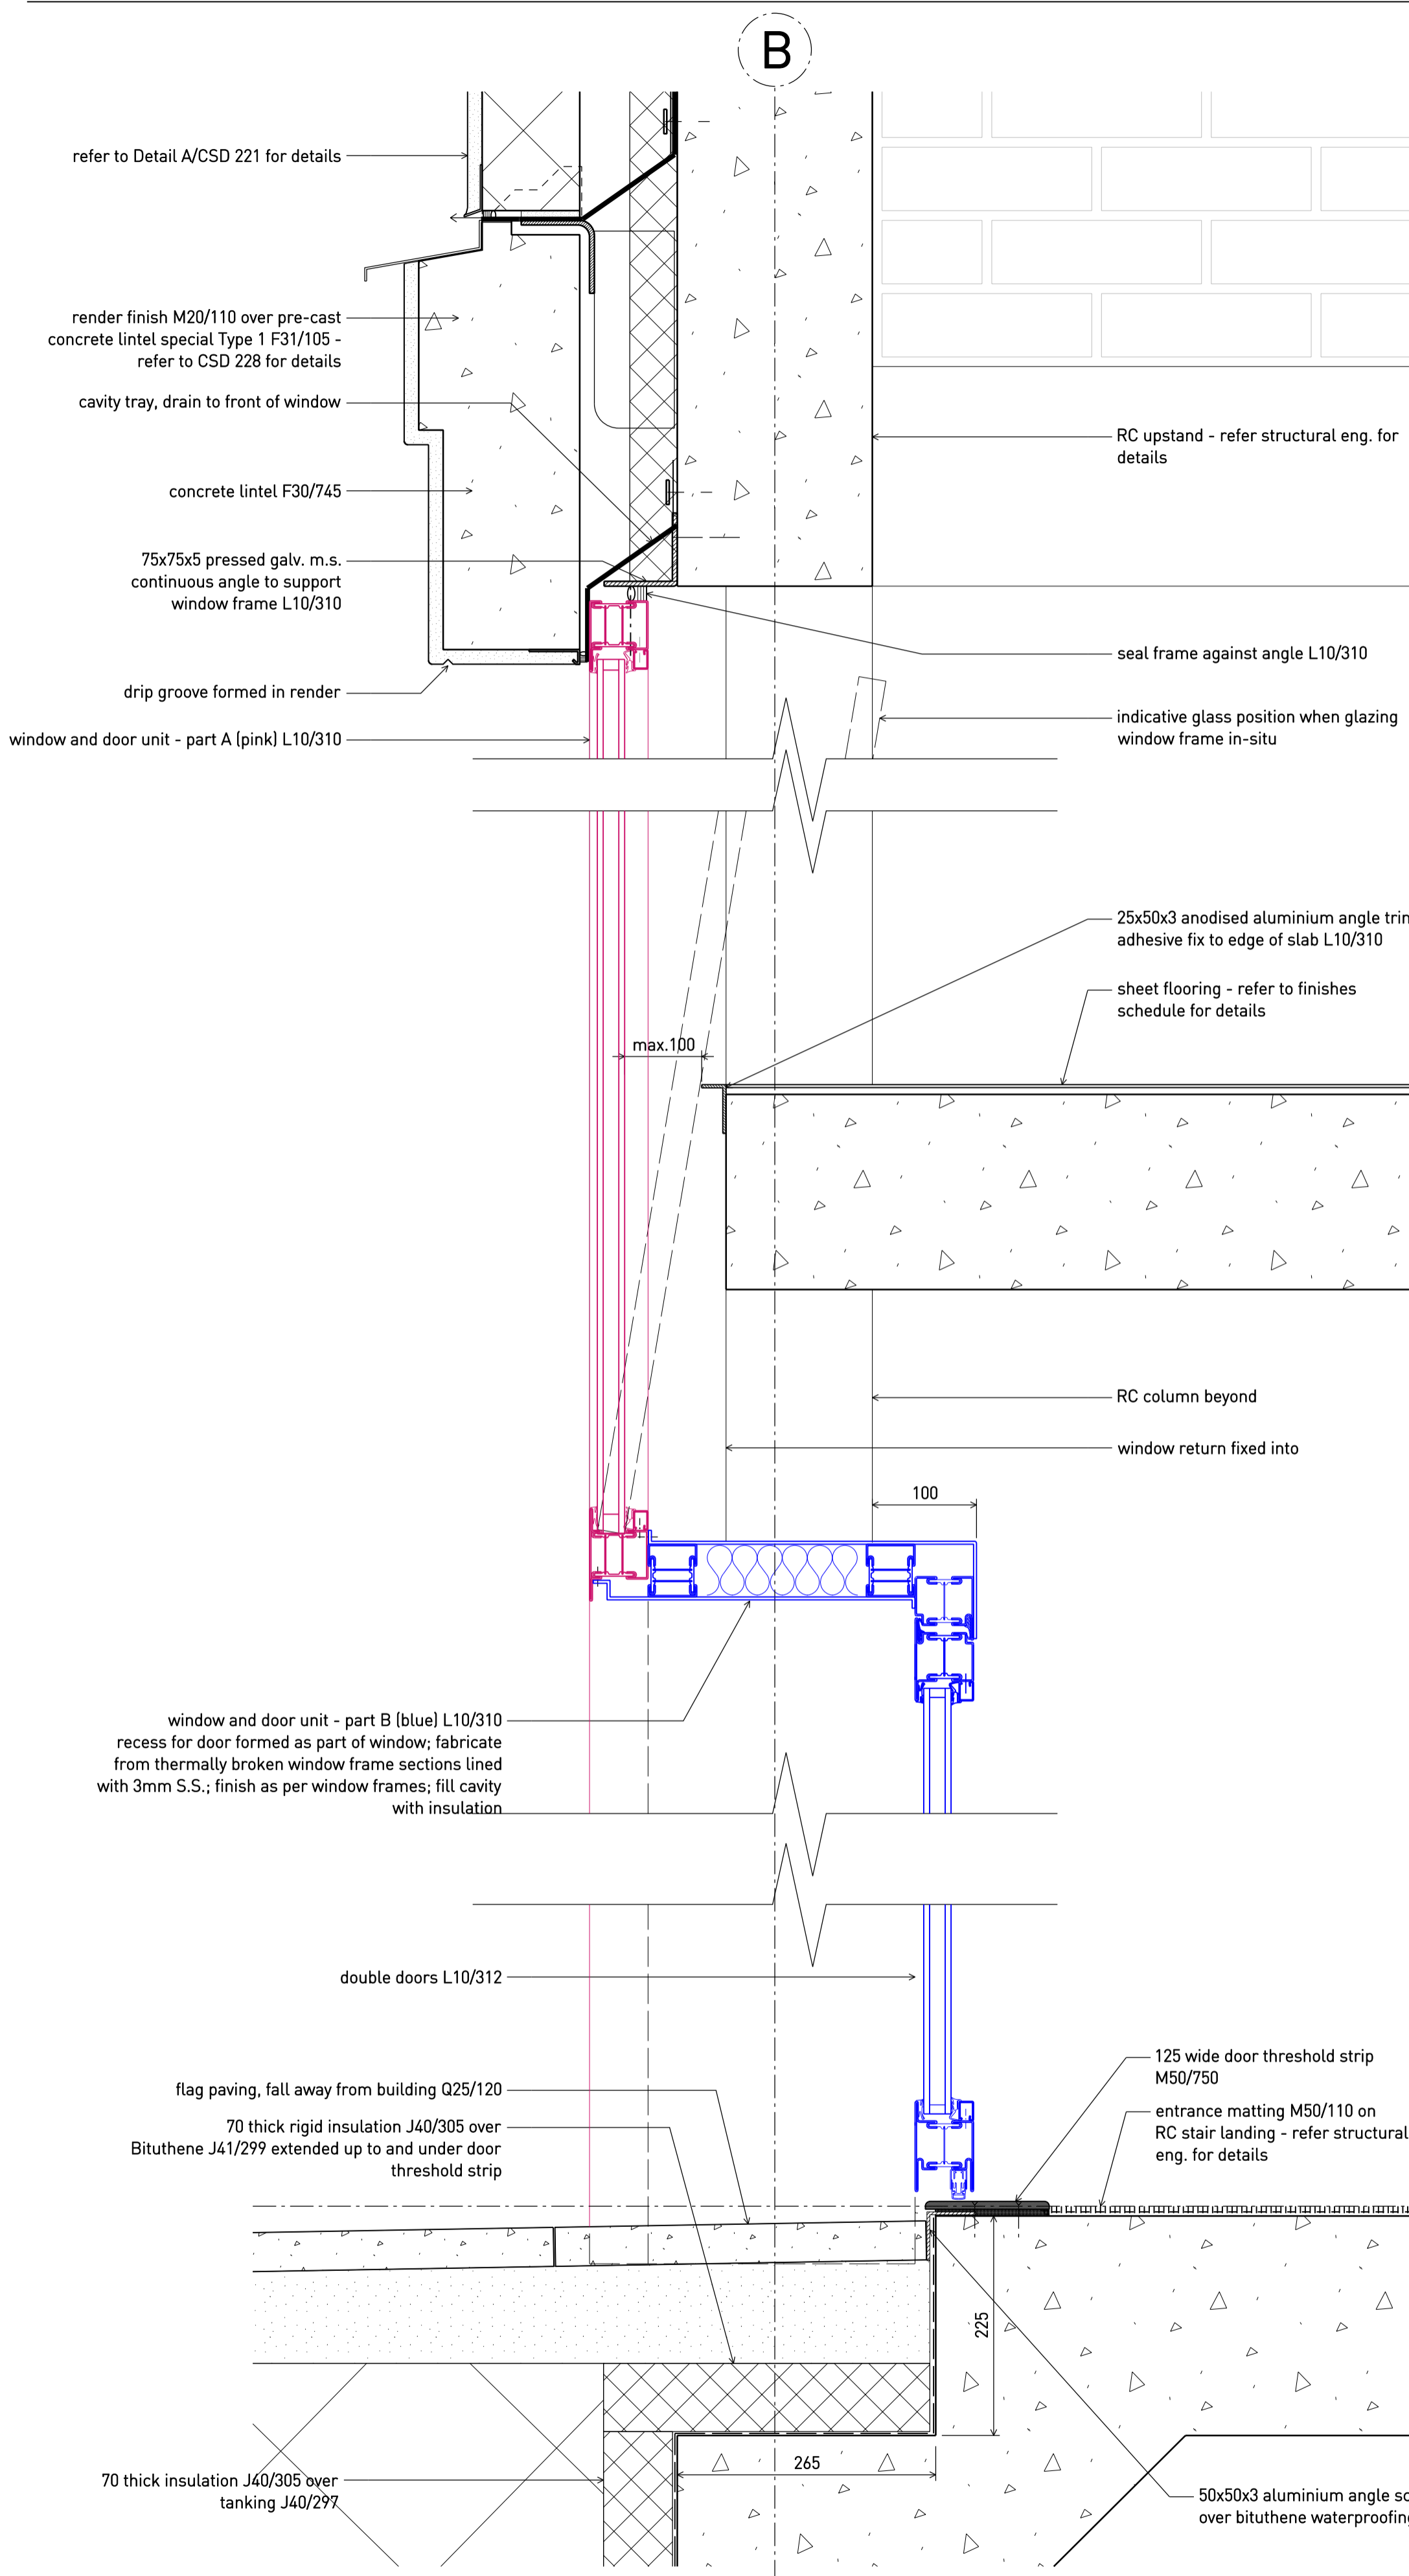 B
refer to Detail A/CSD 221 for details
render finish M20/110 over pre-cast
concrete lintel special Type 1 F31/105 -
refer to CSD 228 for details
cavity tray, drain to front of window
RC upstand - refer structural eng. for
details
concrete lintel F30/745
75x75x5 pressed galv. m.s.
continuous angle to support
window frame L10/310
seal frame against angle L10/310
drip groove formed in render
indicative glass position when glazing
window frame in-situ
window and door unit - part A (pink) L10/310
25x50x3 anodised aluminium angle
adhesive fix to edge of slab L10/310
sheet flooring - refer to finishes
schedule for details
max.100
RC column beyond
window return fixed into
100
window and door unit - part B (blue) L10/310
recess for door formed as part of window; fabricate
from thermally broken window frame sections lined
with 3mm S.S.; finish as per window frames; fill cavity
with insulation
double doors L10/312
125 wide door threshold strip
M50/750
flag paving, fall away from building Q25/120
entrance matting M50/110 on
RC stair landing - refer structural
eng. for details
70 thick rigid insulation J40/305 over
Bituthene J41/299 extended up to and under door
threshold strip
225
265
70 thick insulation J40/305 over
tanking J40/297
50x50x3 aluminium angle
over bituthene waterproofing